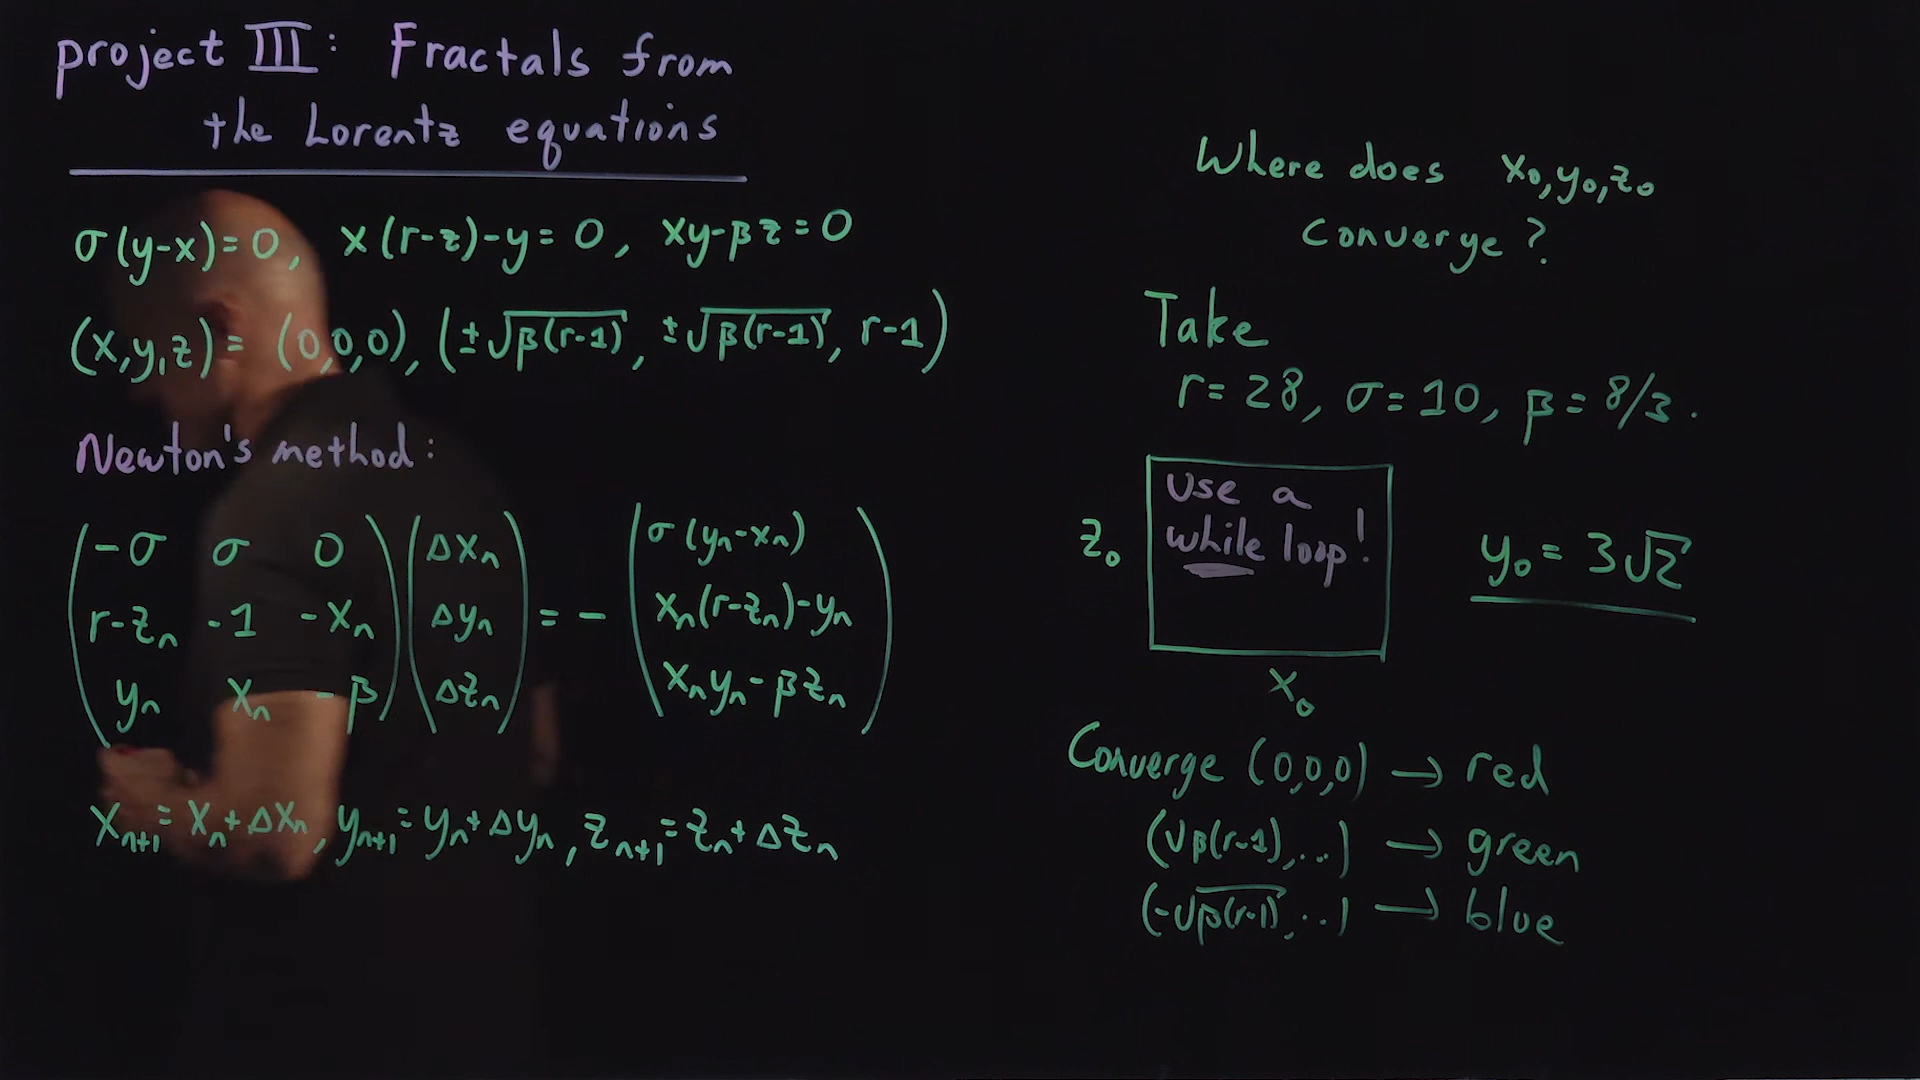 project III: Fractals from
the Lorentz equations
σ(y-x)=0, x(r-z)-y=0, xy-βz=0
(x,y,z)= (0,0,0), (±√β(r-1), ±√β(r-1), r-1)
Newton's method:
-σ σ 0
r-zₙ -1 -xₙ
yₙ xₙ -β
Δxₙ
Δyₙ
Δzₙ
= -
σ(yₙ-xₙ)
xₙ(r-zₙ)-yₙ
xₙyₙ-βzₙ
xₙ₊₁=xₙ+Δxₙ, yₙ₊₁=yₙ+Δyₙ, zₙ₊₁=zₙ+Δzₙ
Where does x₀,y₀,z₀
converge?
Take
r=28, σ=10, β=8/3.
use a
while loop!
z₀
x₀
y₀=3√2
Converge (0,0,0) → red
(√β(r-1),...) → green
(-√β(r-1),..) → blue